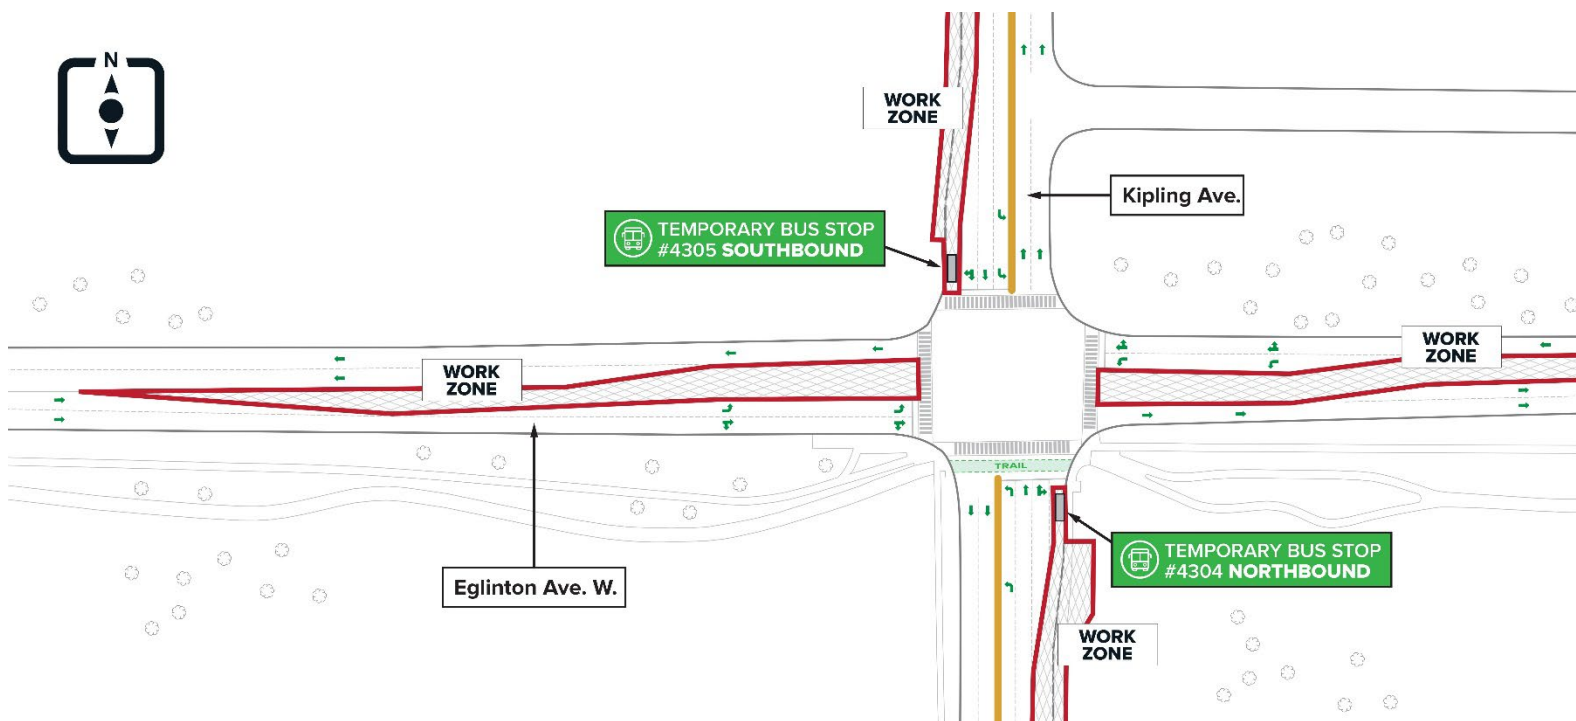 N
WORK
ZONE
Kipling Ave.
TEMPORARY BUS STOP
#4305 SOUTHBOUND
WORK
ZONE
WORK
ZONE
TRAIL
TEMPORARY BUS STOP
#4304 NORTHBOUND
Eglinton Ave. W.
WORK
ZONE